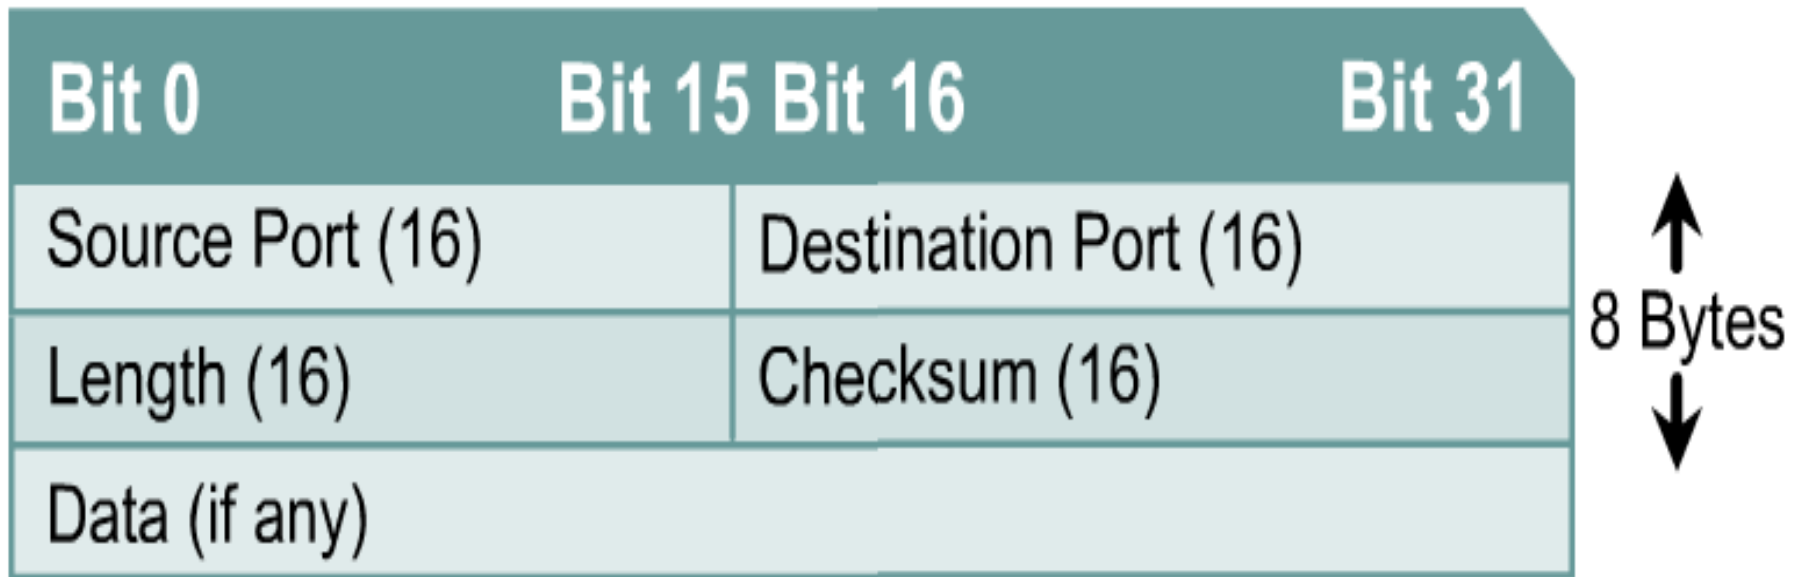 Bit 0 Bit 15 Bit 16 Bit 31
Source Port (16) Destination Port (16)
Length (16) Checksum (16)
8 Bytes
Data (if any)